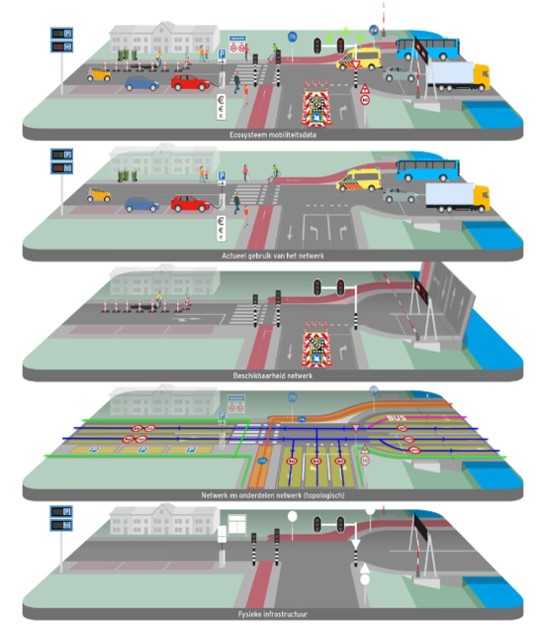 P
€
€
€
Ecosysteem mobiliteitsdata
P
€
€
€
Actueel gebruik van het netwerk
Beschikbaarheid netwerk
BUS
P
P
P
Netwerk en onderdelen netwerk (topologisch)
Fysieke infrastructuur